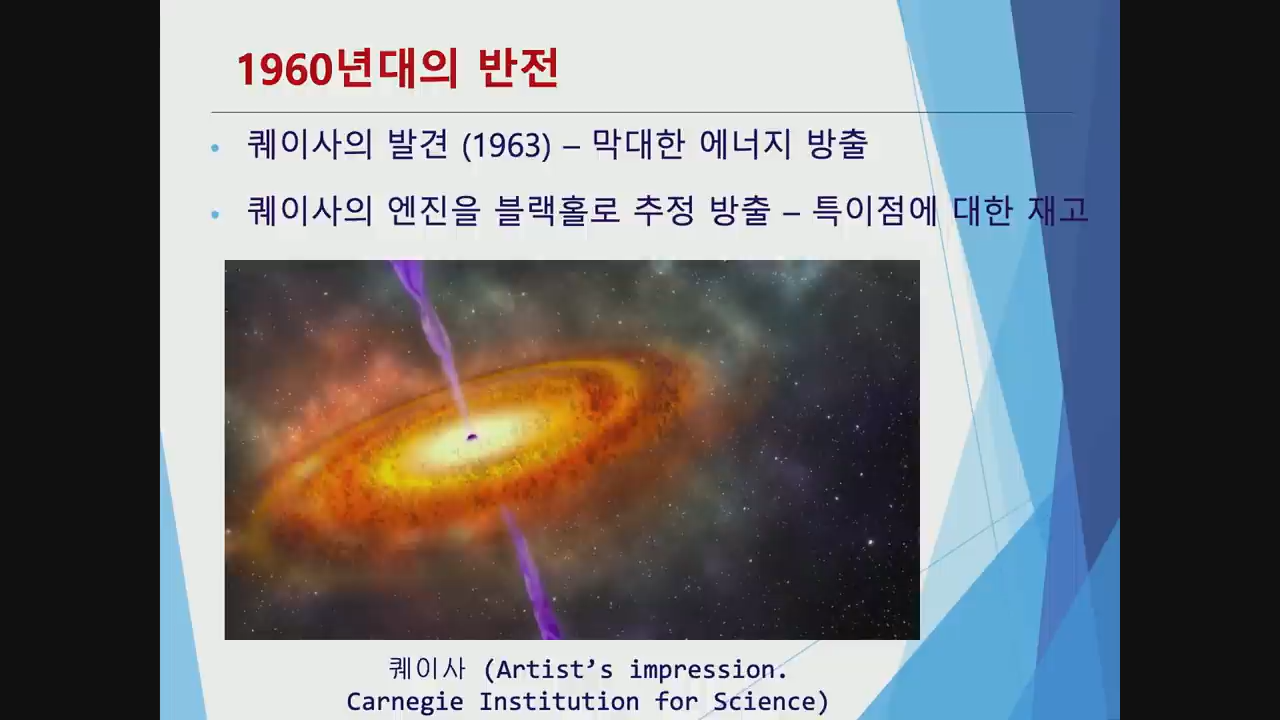 1960년대의 반전
• 퀘이사의 발견 (1963) – 막대한 에너지 방출
• 퀘이사의 엔진을 블랙홀로 추정 방출 – 특이점에 대한 재고
퀘이사 (Artist’s impression.
Carnegie Institution for Science)